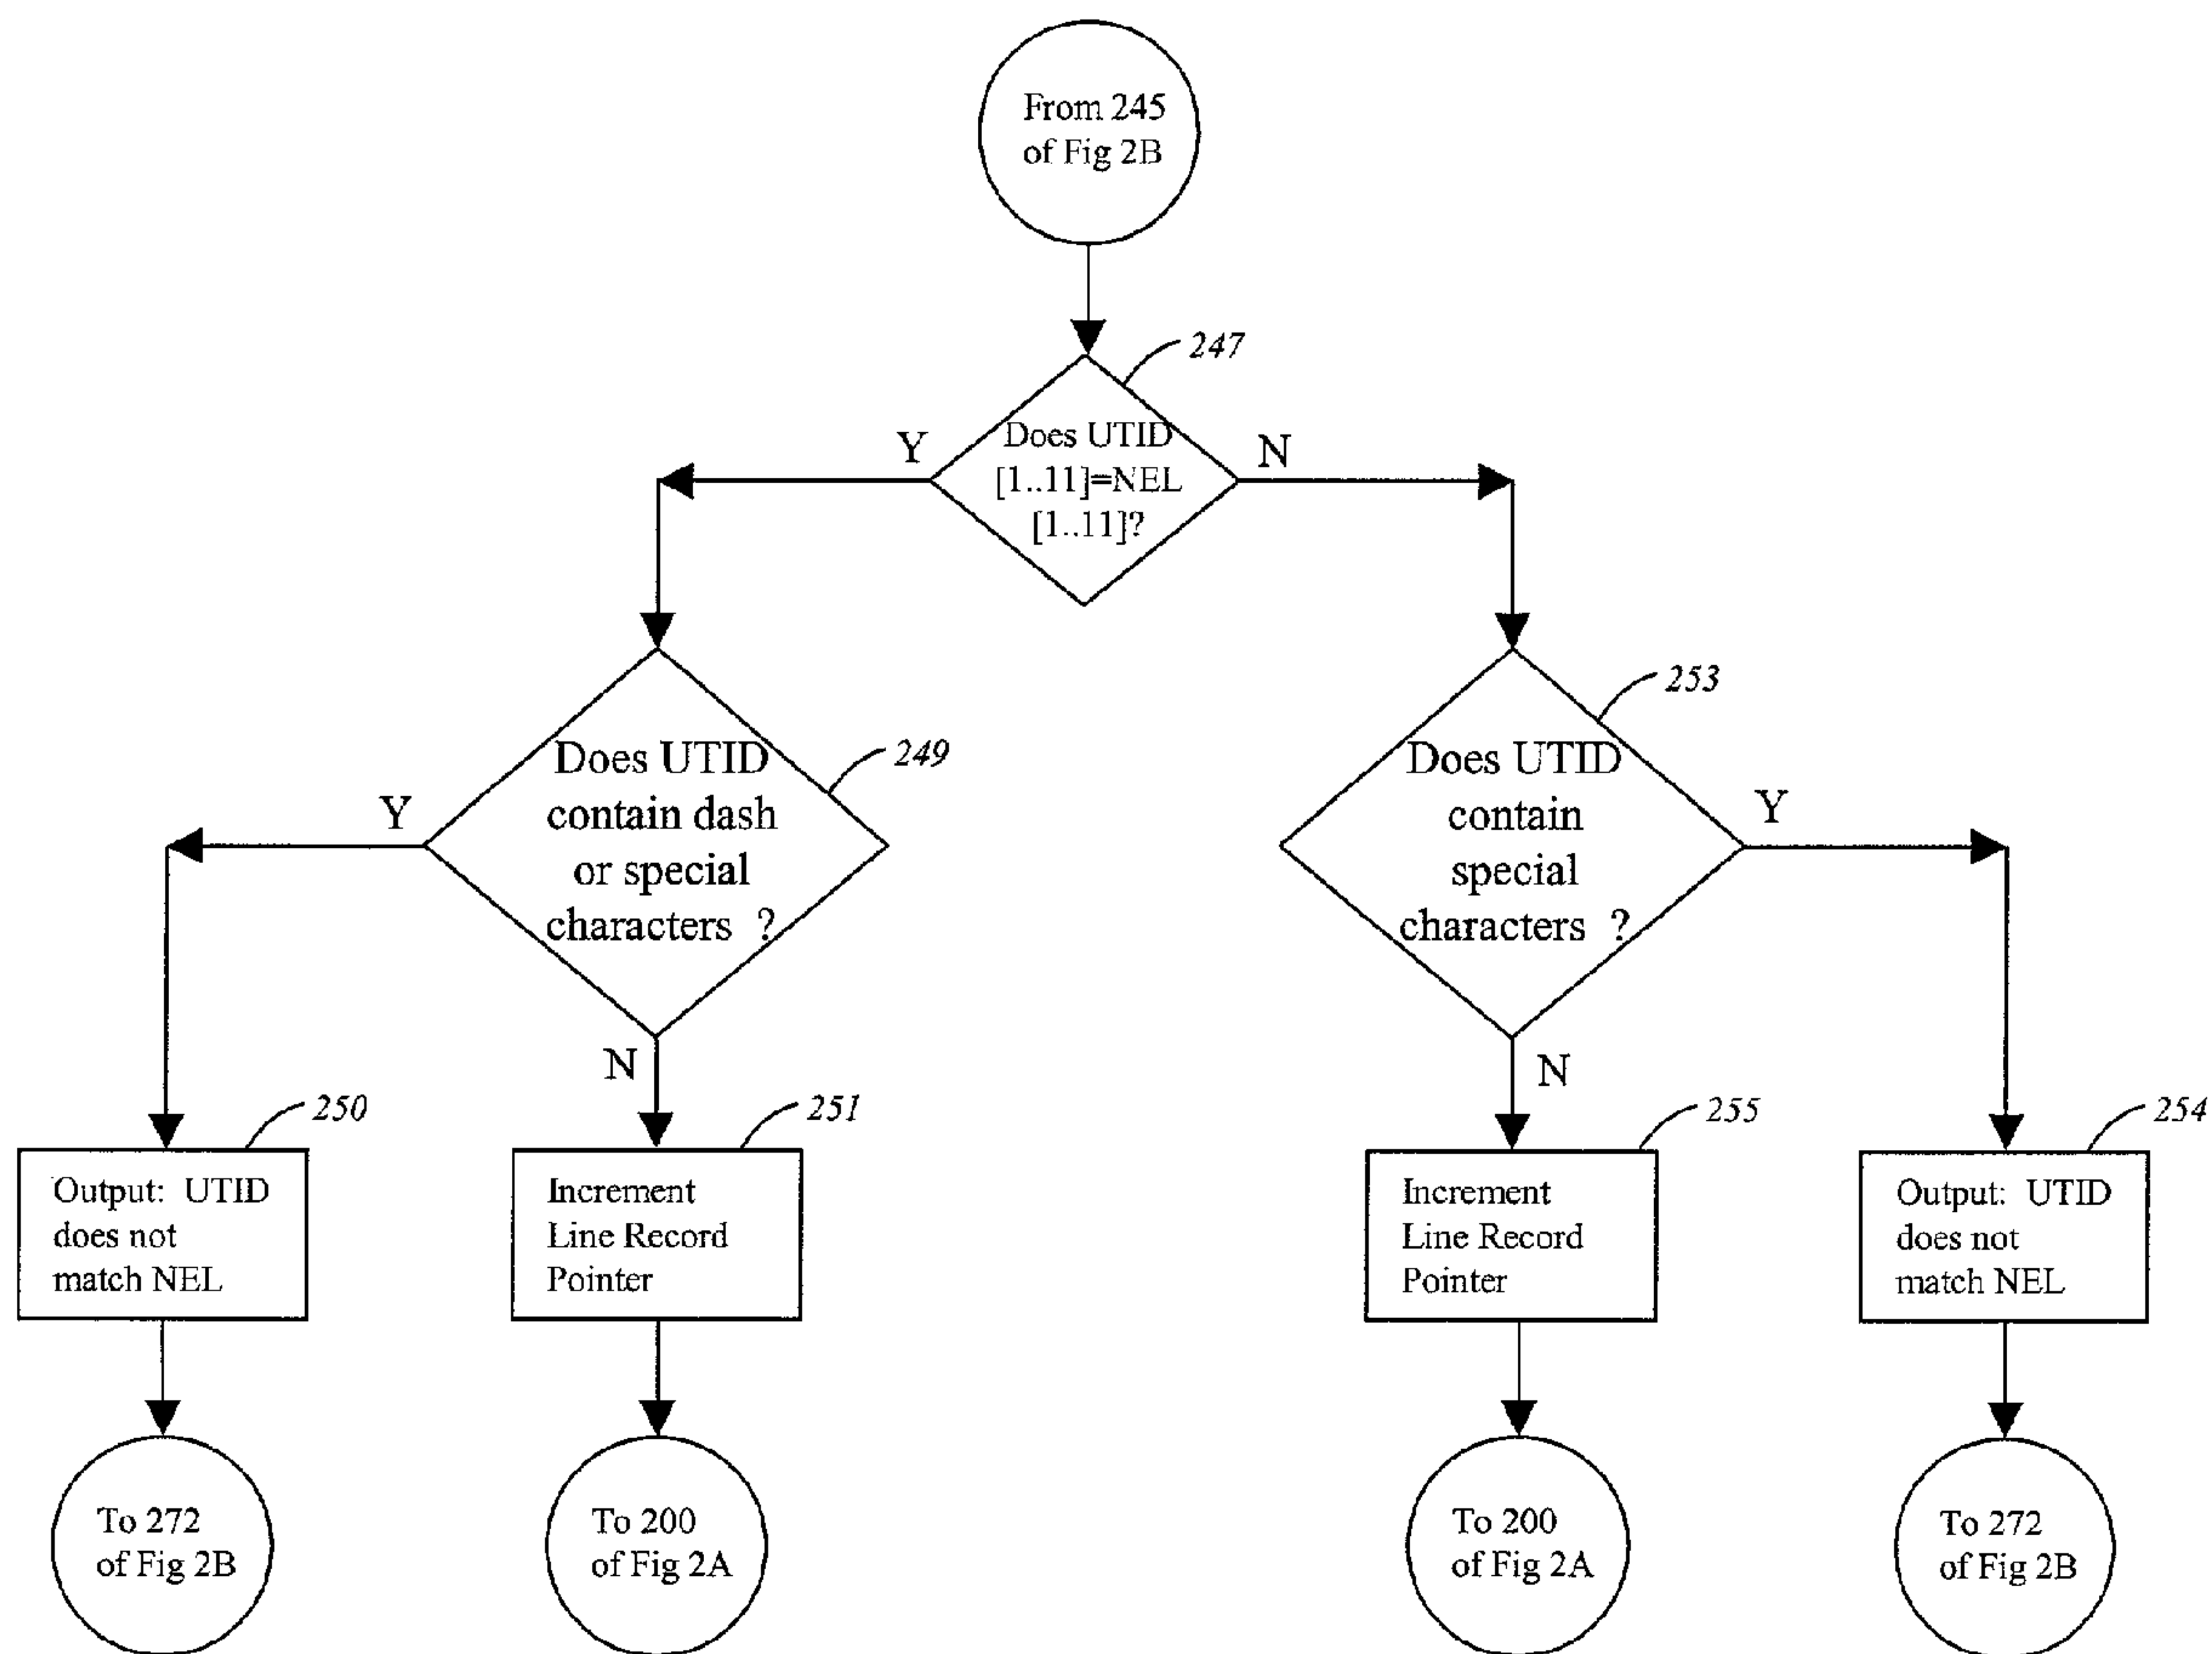 From 245
of Fig 2B
247
Does UTID
[1..11]=NEL
[1..11]?
Y
N
253
Does UTID
contain dash
or special
characters ?
249
Does UTID
contain
special
characters ?
Y
Y
N
N
250
251
255
254
Output: UTID
does not
match NEL
Increment
Line Record
Pointer
Increment
Line Record
Pointer
Output: UTID
does not
match NEL
To 272
of Fig 2B
To 200
of Fig 2A
To 200
of Fig 2A
To 272
of Fig 2B